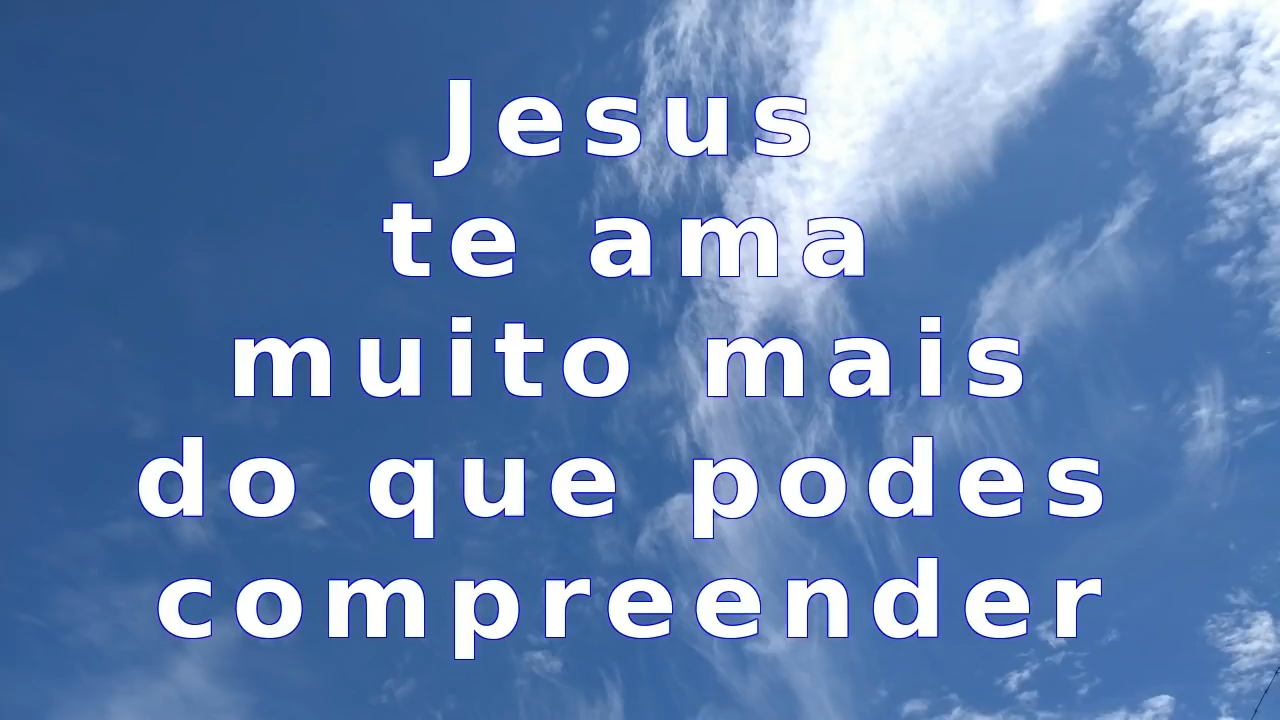 Jesus
te ama
muito mais
do que podes
compreender